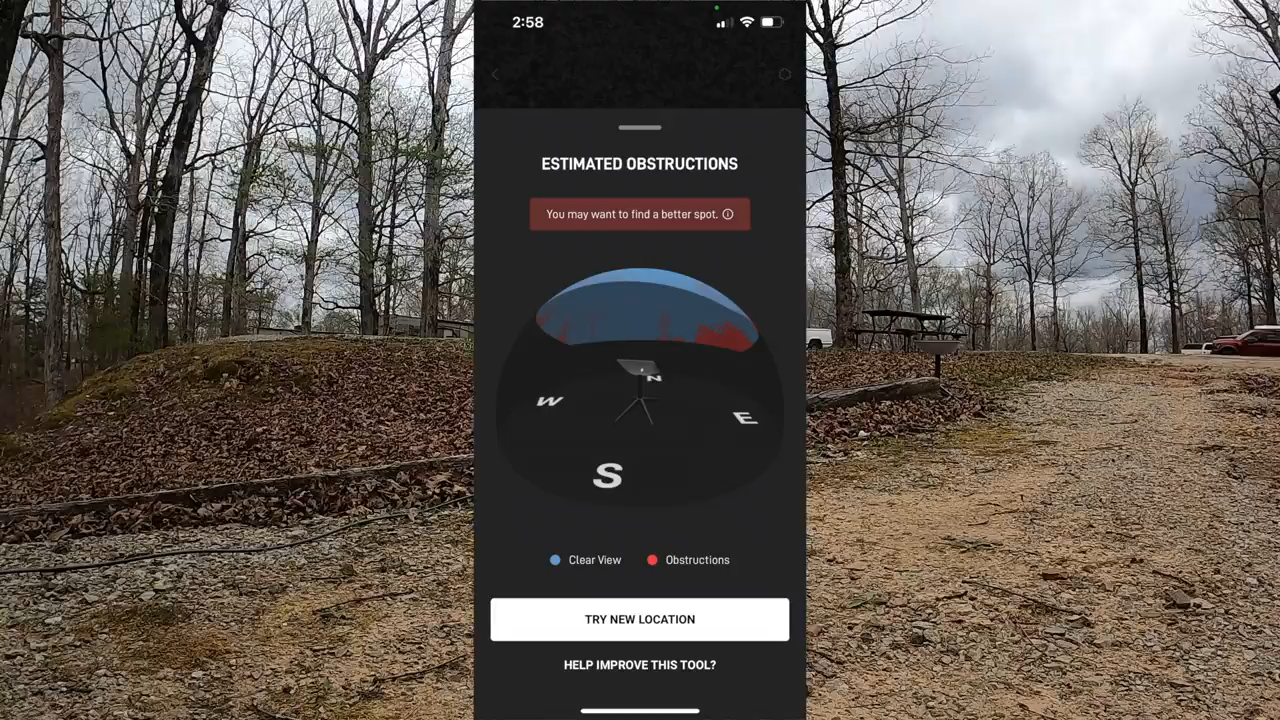 2:58
ESTIMATED OBSTRUCTIONS
You may want to find a better spot.
N
W
E
S
Clear View
Obstructions
TRY NEW LOCATION
HELP IMPROVE THIS TOOL?